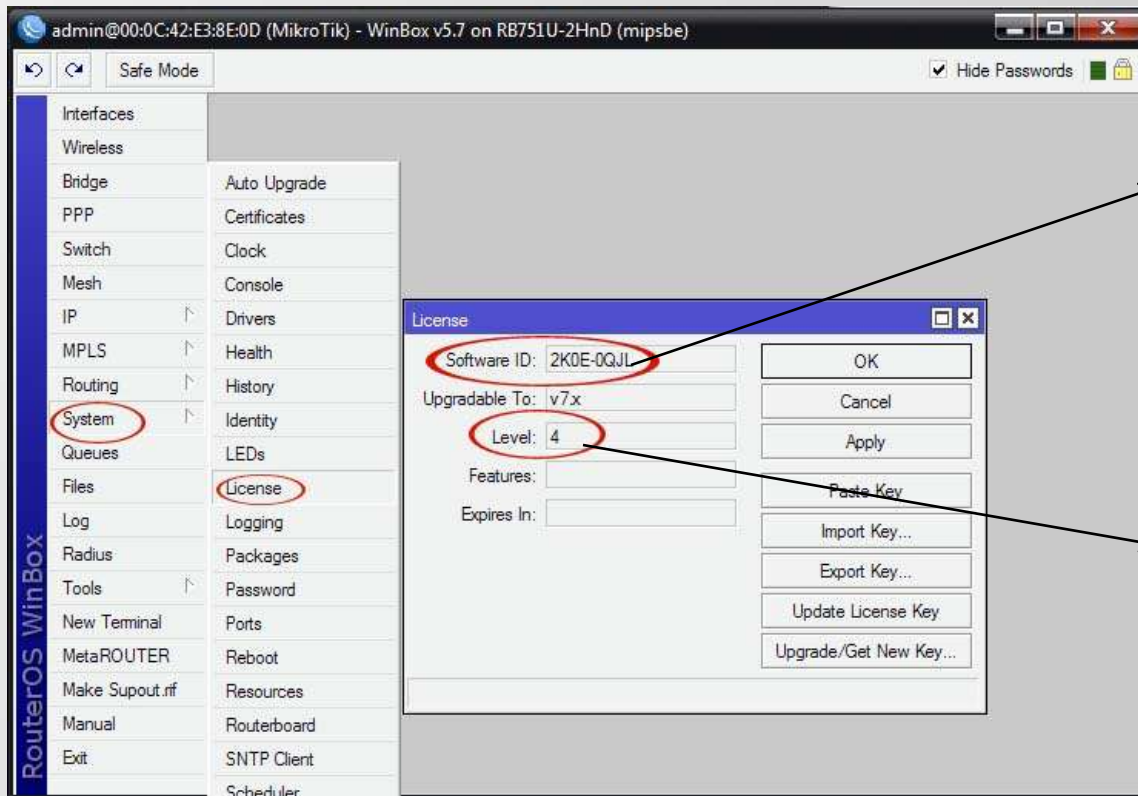 admin@00:0C:42:E3:8E:0D (MikroTik) - WinBox v5.7 on RB751U-2HnD (mipsbe)
Safe Mode
Hide Passwords
RouterOS WinBox
Interfaces
Wireless
Bridge
PPP
Switch
Mesh
IP
MPLS
Routing
System
Queues
Files
Log
Radius
Tools
New Terminal
MetaROUTER
Make Supout.rif
Manual
Exit
Auto Upgrade
Certificates
Clock
Console
Drivers
Health
History
Identity
LEDs
License
Logging
Packages
Password
Ports
Reboot
Resources
Routerboard
SNTP Client
Scheduler
License
Software ID: 2K0E-0QJL
Upgradable To: v7.x
Level: 4
Features:
Expires In:
OK
Cancel
Apply
Paste Key
Import Key...
Export Key...
Update License Key
Upgrade/Get New Key...